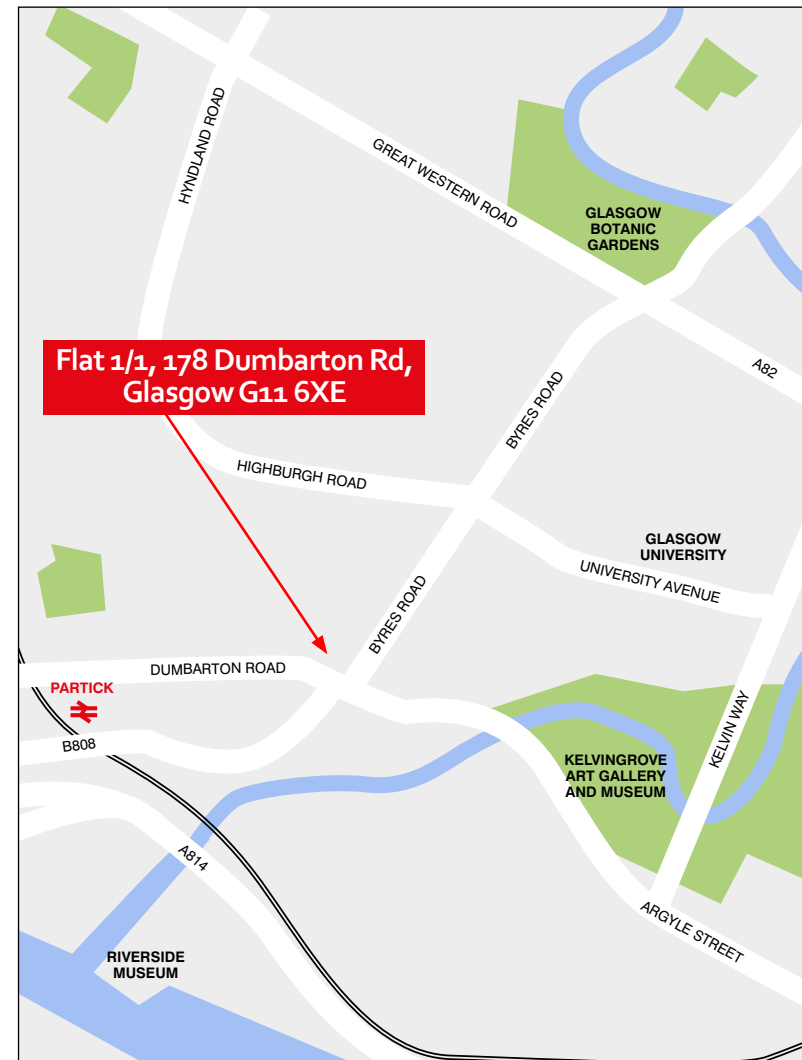 HYNDLAND ROAD
GREAT WESTERN ROAD
GLASGOW
BOTANIC
GARDENS
Flat 1/1, 178 Dumbarton Rd,
Glasgow G11 6XE
A82
BYRES ROAD
HIGHBURGH ROAD
GLASGOW
UNIVERSITY
UNIVERSITY AVENUE
BYRES ROAD
DUMBARTON ROAD
PARTICK
B808
KELVIN WAY
KELVINGROVE
ART GALLERY
AND MUSEUM
A814
ARGYLE STREET
RIVERSIDE
MUSEUM